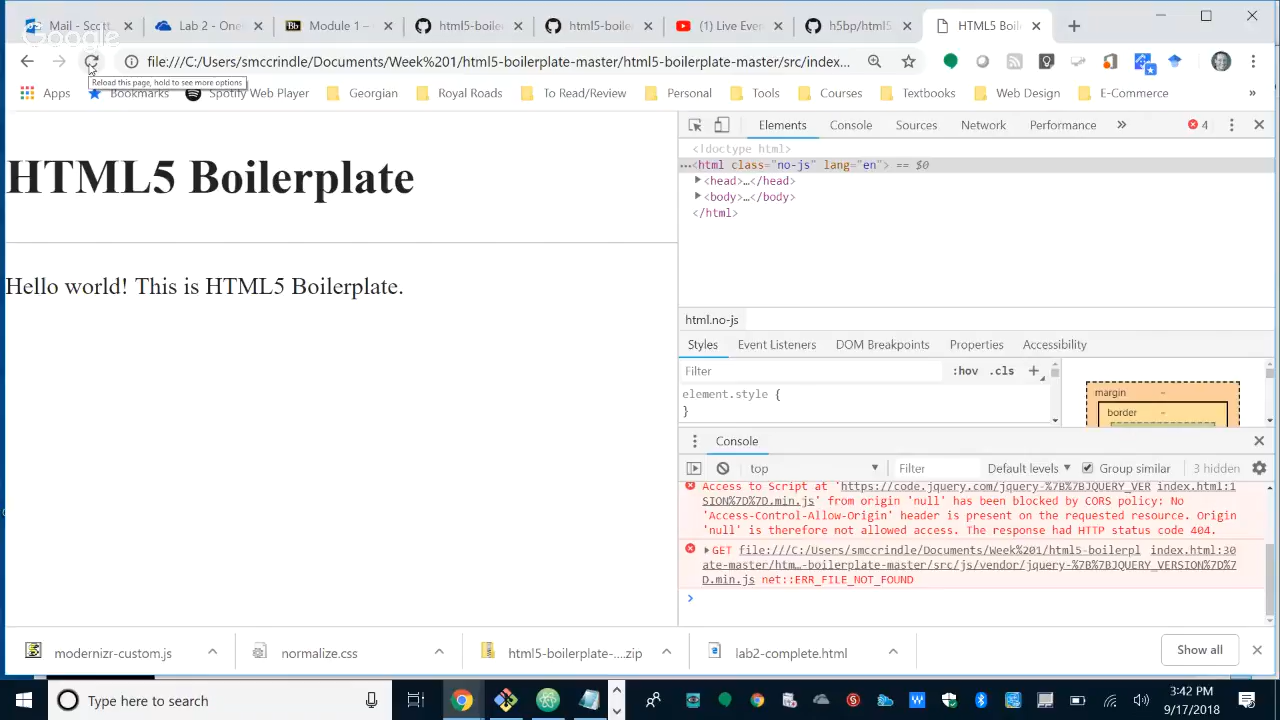 Mail - Scott
Lab 2 - One
Bb Module 1 –
html5-boile
html5-boile
(1) Live Even
h5bp/html5
HTML5 Boil
Google
file:///C:/Users/smccrindle/Documents/Week%201/html5-boilerplate-master/html5-boilerplate-master/src/index...
Reload this page, hold to see more options
Apps
Bookmarks
Spotify Web Player
Georgian
Royal Roads
To Read/Review
Personal
Tools
Courses
Textbooks
Web Design
E-Commerce
»
HTML5 Boilerplate
Hello world! This is HTML5 Boilerplate.
Elements Console Sources Network Performance » 4
<!doctype html>
…<html class="no-js" lang="en"> == $0
<head>…</head>
<body>…</body>
</html>
html.no-js
Styles Event Listeners DOM Breakpoints Properties Accessibility
Filter :hov .cls +
element.style {
}
margin –
border –
Console
top Filter Default levels Group similar 3 hidden
Access to Script at 'https://code.jquery.com/jquery-%7B%7BJQUERY_VER index.html:1
SION%7D%7D.min.js' from origin 'null' has been blocked by CORS policy: No
'Access-Control-Allow-Origin' header is present on the requested resource. Origin
'null' is therefore not allowed access. The response had HTTP status code 404.
GET file:///C:/Users/smccrindle/Documents/Week%201/html5-boilerpl index.html:30
ate-master/htm…-boilerplate-master/src/js/vendor/jquery-%7B%7BJQUERY_VERSION%7D%7
D.min.js net::ERR_FILE_NOT_FOUND
modernizr-custom.js
normalize.css
html5-boilerplate-....zip
lab2-complete.html
Show all
Type here to search
3:42 PM
9/17/2018